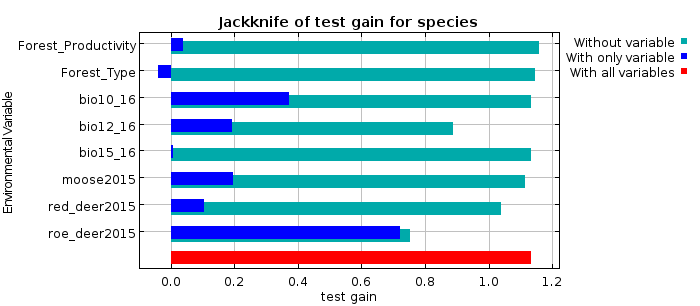 Jackknife of test gain for species
Environmental Variable
Forest_Productivity
Forest_Type
bio10_16
bio12_16
bio15_16
moose2015
red_deer2015
roe_deer2015
Without variable
With only variable
With all variables
0.0 0.2 0.4 0.6 0.8 1.0 1.2
test gain